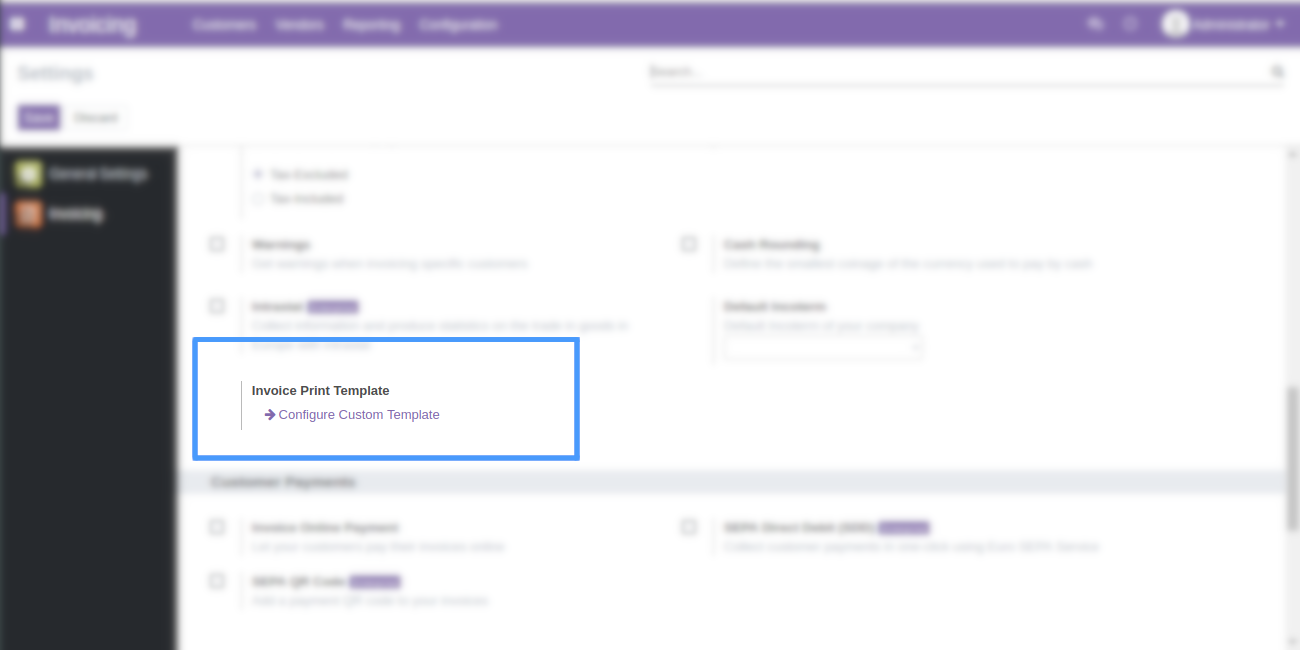 Invoicing
Customers Vendors Reporting Configuration
Administrator
Settings
Search...
Save Discard
General Settings
Invoicing
Tax-Excluded
Tax-Included
Warnings
Get warnings when invoicing specific customers
Cash Rounding
Define the smallest coinage of the currency used to pay by cash
Intrastat Enterprise
Collect information and produce statistics on the trade in goods in
Europe with intrastat
Default Incoterm
Default Incoterm of your company
Invoice Print Template
Configure Custom Template
Customer Payments
Invoice Online Payment
Let your customers pay their invoices online
SEPA Direct Debit (SDD) Enterprise
Collect customer payments in one-click using Euro SEPA Service
SEPA QR Code Enterprise
Add a payment QR code to your invoices